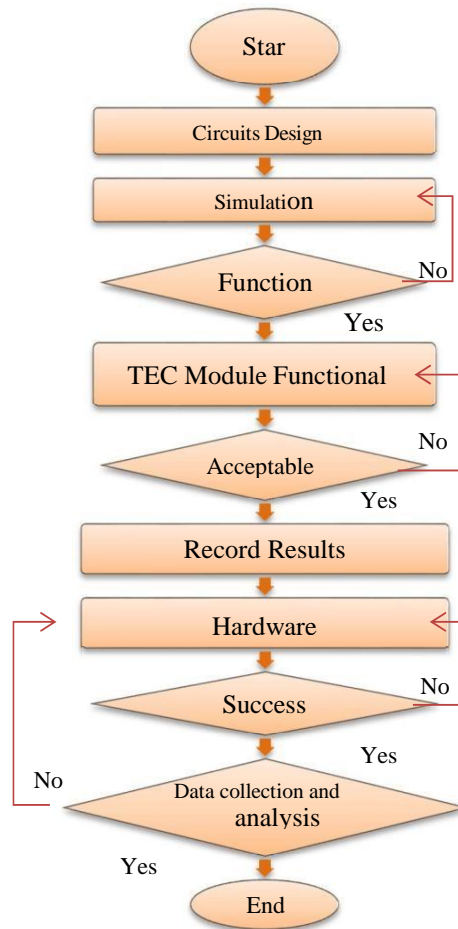 Star
Circuits Design
Simulation
Function
No
Yes
TEC Module Functional
Acceptable
No
Yes
Record Results
Hardware
Success
No
Yes
Data collection and
analysis
No
Yes
End